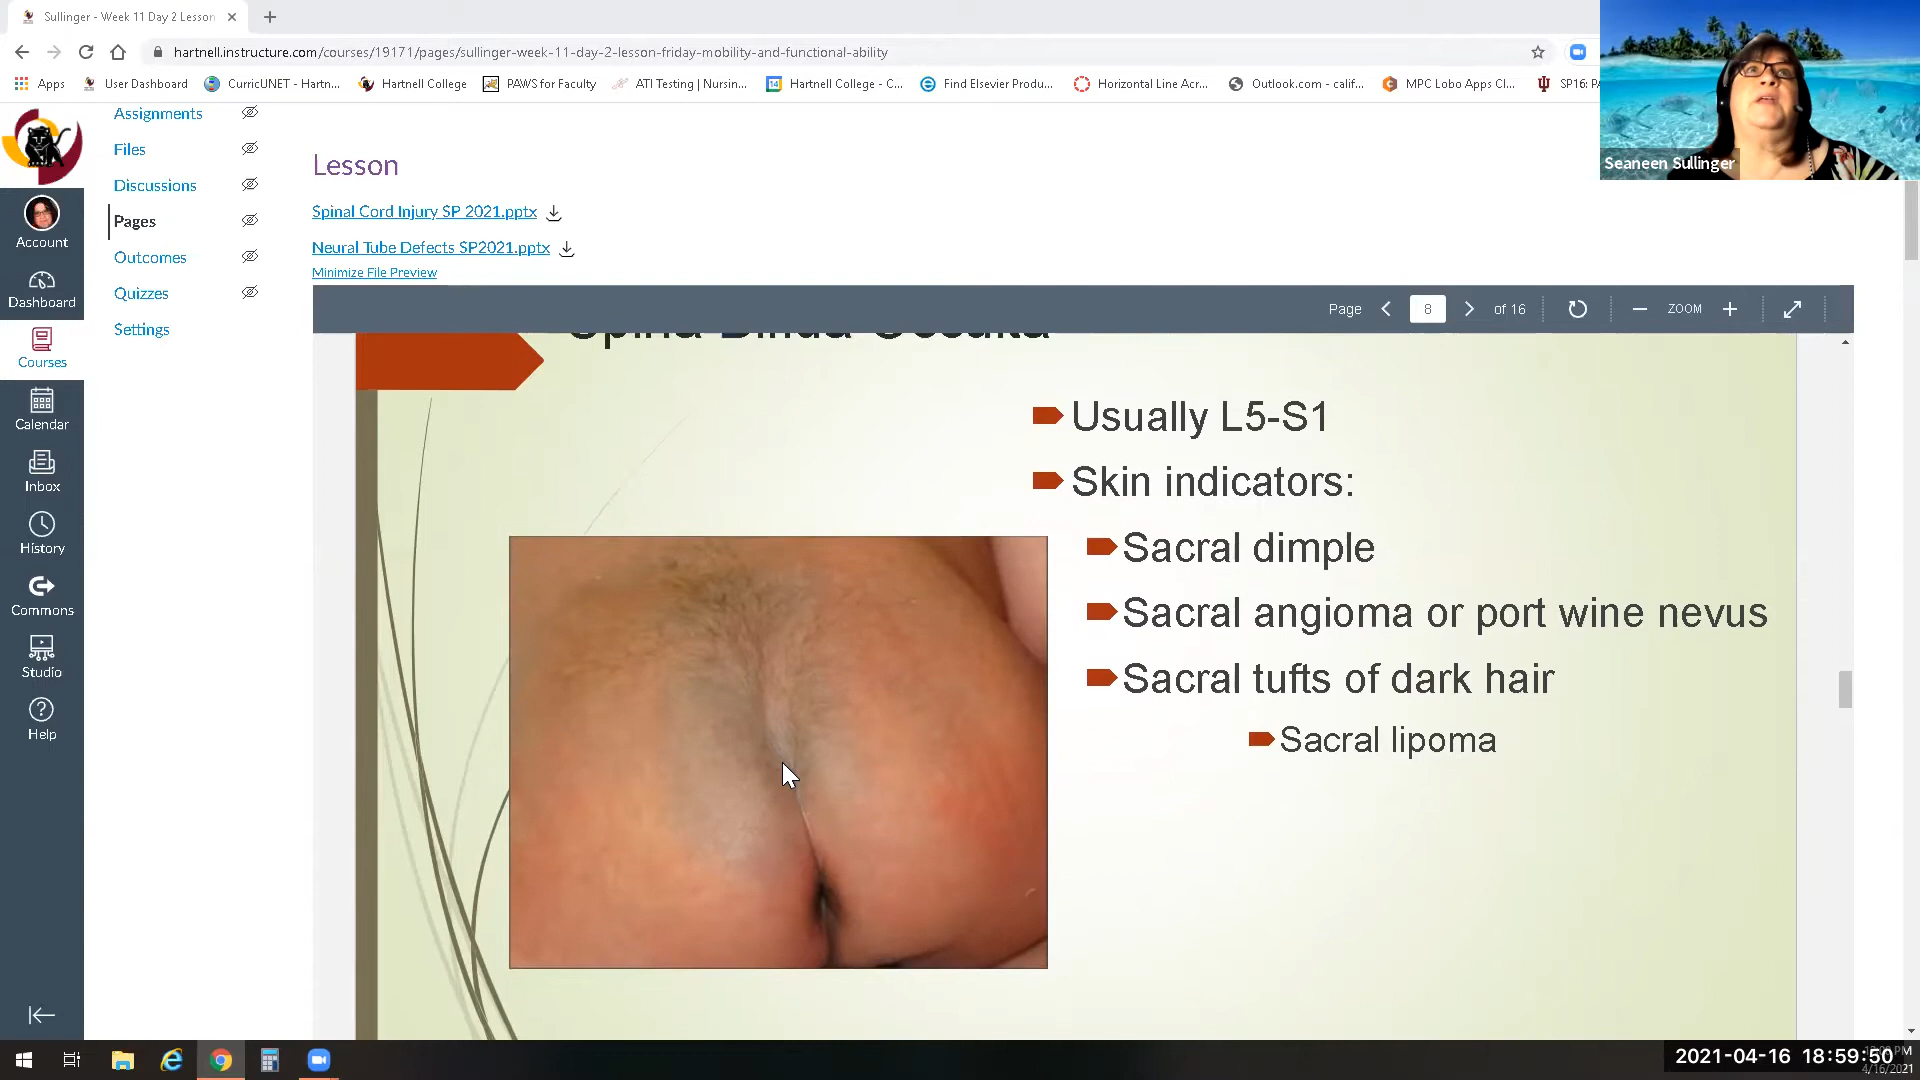 Sullinger - Week 11 Day 2 Lesson
hartnell.instructure.com/courses/19171/pages/sullinger-week-11-day-2-lesson-friday-mobility-and-functional-ability
Apps
User Dashboard
CurricUNET - Hartn...
Hartnell College
PAWS for Faculty
ATI Testing | Nursin...
14
Hartnell College - C...
Find Elsevier Produ...
Horizontal Line Acr...
Outlook.com - calif...
MPC Lobo Apps Cl...
SP16: PA
Seaneen Sullinger
Account
Dashboard
Courses
Calendar
Inbox
History
Commons
Studio
Help
Assignments
Files
Discussions
Pages
Outcomes
Quizzes
Settings
Lesson
Spinal Cord Injury SP 2021.pptx
Neural Tube Defects SP2021.pptx
Minimize File Preview
Page 8 of 16 ZOOM
Spina Bifida Occulta
Usually L5-S1
Skin indicators:
Sacral dimple
Sacral angioma or port wine nevus
Sacral tufts of dark hair
Sacral lipoma
2021-04-16 18:59:50
4/16/2021